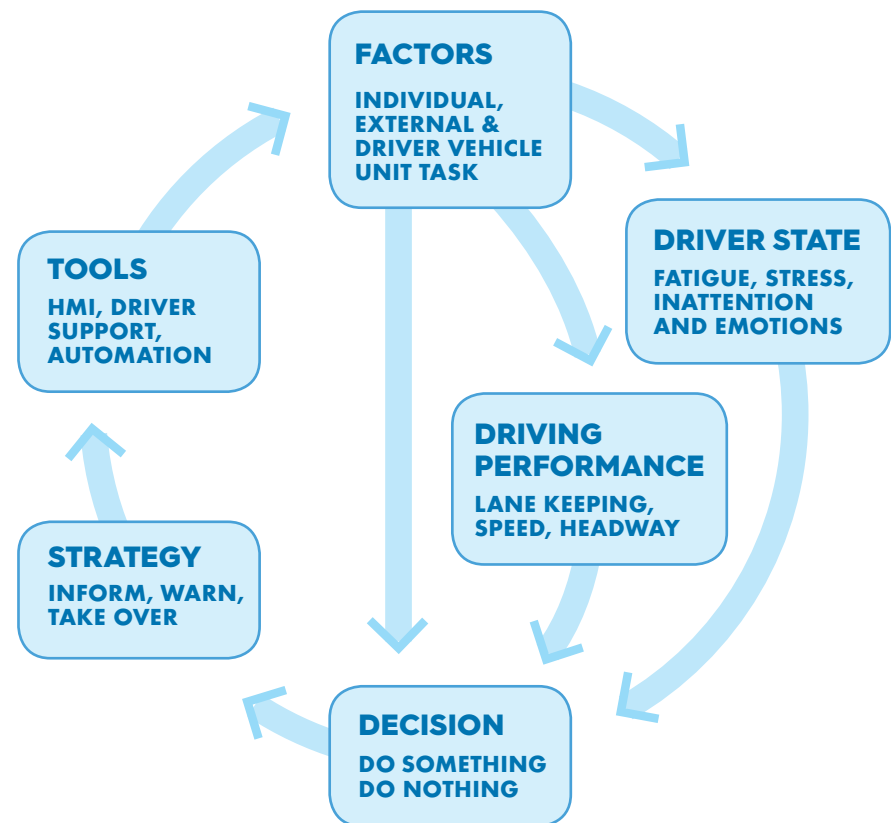 FACTORS
INDIVIDUAL,
EXTERNAL &
DRIVER VEHICLE
UNIT TASK
DRIVER STATE
FATIGUE, STRESS,
INATTENTION
AND EMOTIONS
TOOLS
HMI, DRIVER
SUPPORT,
AUTOMATION
DRIVING
PERFORMANCE
LANE KEEPING,
SPEED, HEADWAY
STRATEGY
INFORM, WARN,
TAKE OVER
DECISION
DO SOMETHING
DO NOTHING